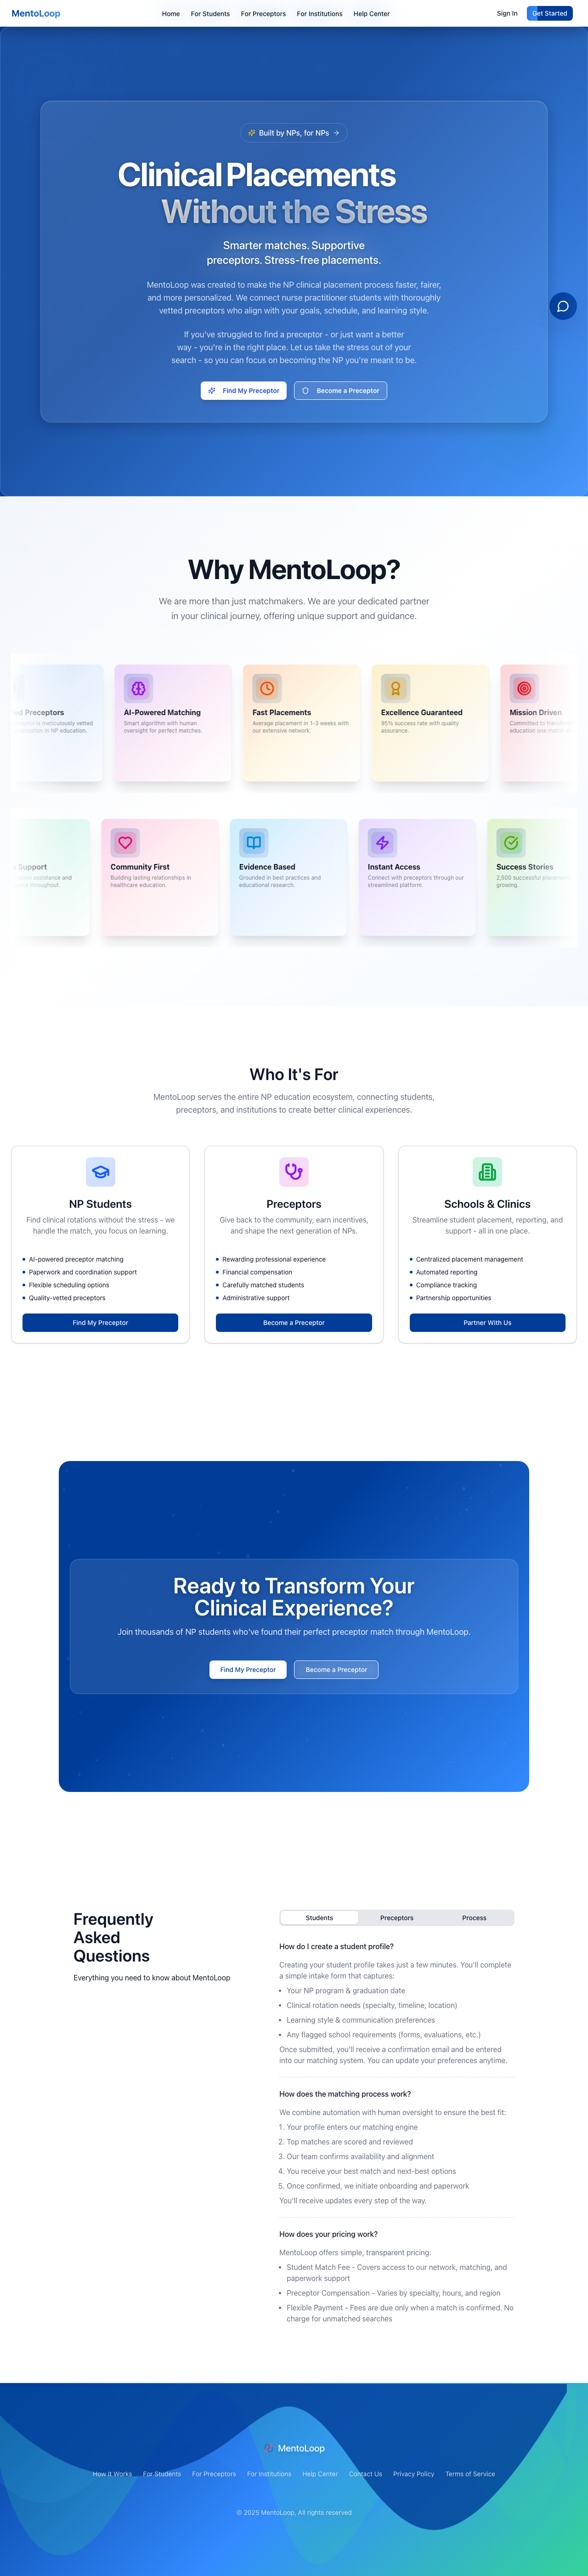 MentoLoop
Home
For Students
For Preceptors
For Institutions
Help Center
Sign In
Get Started
Built by NPs, for NPs
Clinical Placements
Without the Stress
Smarter matches. Supportive
preceptors. Stress-free placements.
MentoLoop was created to make the NP clinical placement process faster, fairer,
and more personalized. We connect nurse practitioner students with thoroughly
vetted preceptors who align with your goals, schedule, and learning style.
If you've struggled to find a preceptor - or just want a better
way - you're in the right place. Let us take the stress out of your
search - so you can focus on becoming the NP you're meant to be.
Find My Preceptor
Become a Preceptor
Why MentoLoop?
We are more than just matchmakers. We are your dedicated partner
in your clinical journey, offering unique support and guidance.
Preceptors
is meticulously vetted
in NP education.
AI-Powered Matching
Smart algorithm with human
oversight for perfect matches.
Fast Placements
Average placement in 1-3 weeks with
our extensive network.
Excellence Guaranteed
95% success rate with quality
assurance.
Mission Driven
Committed to
education one
Support
assistance and
throughout.
Community First
Building lasting relationships in
healthcare education.
Evidence Based
Grounded in best practices and
educational research.
Instant Access
Connect with preceptors through our
streamlined platform.
Success Stories
2,500 successful
growing.
Who It's For
MentoLoop serves the entire NP education ecosystem, connecting students,
preceptors, and institutions to create better clinical experiences.
NP Students
Find clinical rotations without the stress - we
handle the match, you focus on learning.
AI-powered preceptor matching
Paperwork and coordination support
Flexible scheduling options
Quality-vetted preceptors
Find My Preceptor
Preceptors
Give back to the community, earn incentives,
and shape the next generation of NPs.
Rewarding professional experience
Financial compensation
Carefully matched students
Administrative support
Become a Preceptor
Schools & Clinics
Streamline student placement, reporting, and
support - all in one place.
Centralized placement management
Automated reporting
Compliance tracking
Partnership opportunities
Partner With Us
Ready to Transform Your
Clinical Experience?
Join thousands of NP students who've found their perfect preceptor match through MentoLoop.
Find My Preceptor
Become a Preceptor
Frequently
Asked
Questions
Everything you need to know about MentoLoop
Students
Preceptors
Process
How do I create a student profile?
Creating your student profile takes just a few minutes. You'll complete
a simple intake form that captures:
• Your NP program & graduation date
• Clinical rotation needs (specialty, timeline, location)
• Learning style & communication preferences
• Any flagged school requirements (forms, evaluations, etc.)
Once submitted, you'll receive a confirmation email and be entered
into our matching system. You can update your preferences anytime.
How does the matching process work?
We combine automation with human oversight to ensure the best fit:
1. Your profile enters our matching engine
2. Top matches are scored and reviewed
3. Our team confirms availability and alignment
4. You receive your best match and next-best options
5. Once confirmed, we initiate onboarding and paperwork
You'll receive updates every step of the way.
How does your pricing work?
MentoLoop offers simple, transparent pricing:
• Student Match Fee - Covers access to our network, matching, and
paperwork support
• Preceptor Compensation - Varies by specialty, hours, and region
• Flexible Payment - Fees are due only when a match is confirmed. No
charge for unmatched searches
MentoLoop
How It Works
For Students
For Preceptors
For Institutions
Help Center
Contact Us
Privacy Policy
Terms of Service
© 2025 MentoLoop, All rights reserved